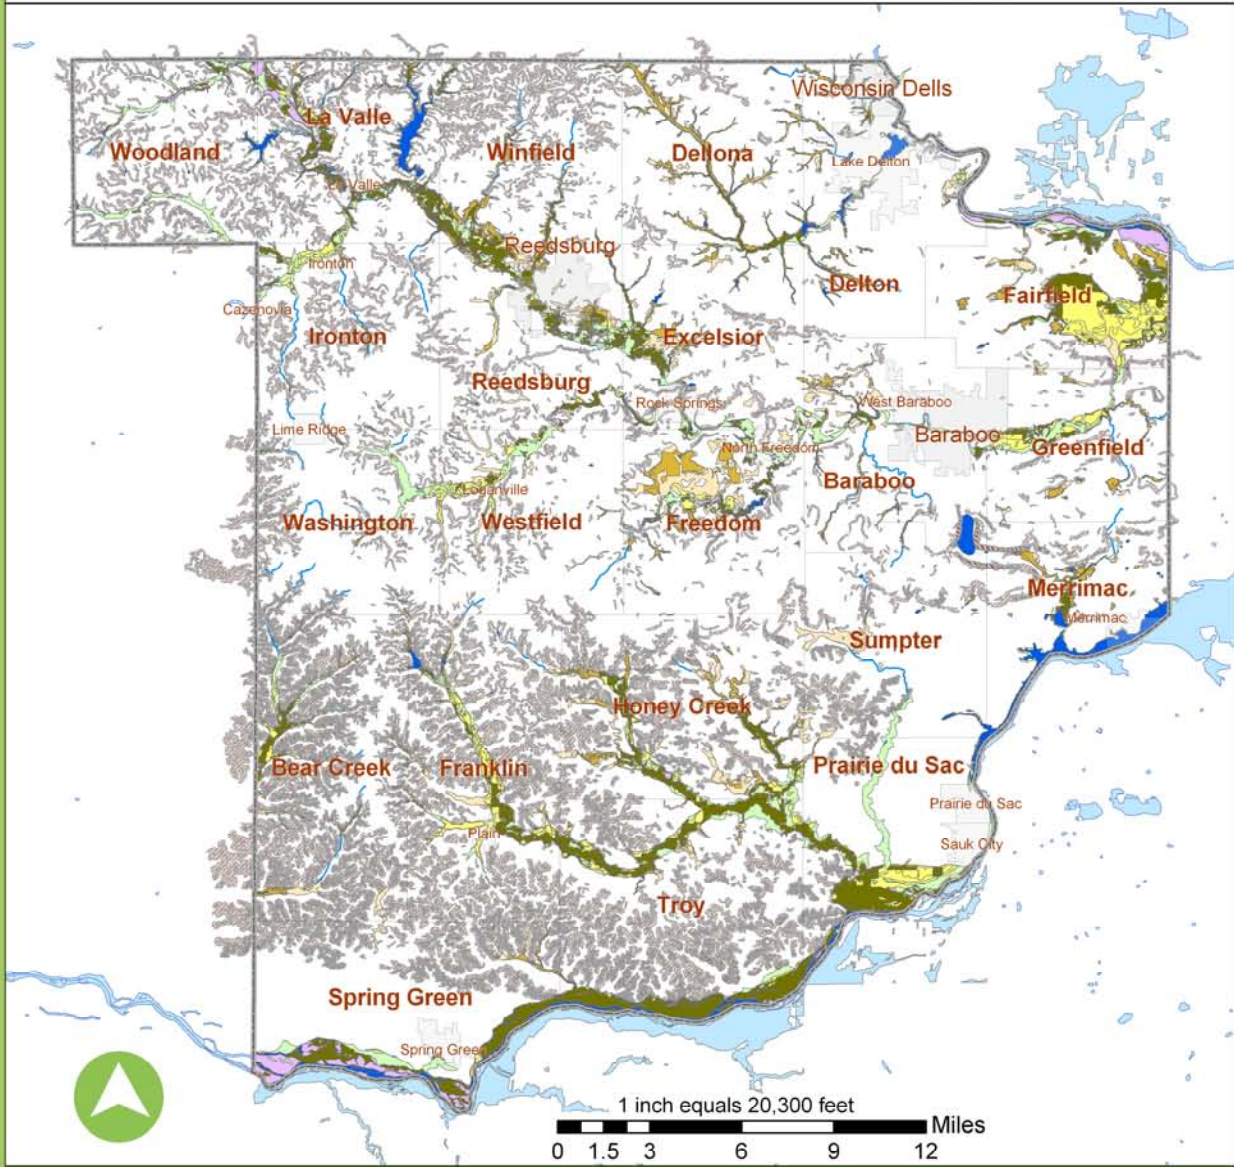 Wisconsin Dells
La Valle
Woodland
Winfield
Dellona
Lake Delton
La Valle
Reedsburg
Ironton
Delton
Fairfield
Cazenovia
Ironton
Excelsior
Reedsburg
Rock Springs
West Baraboo
Lime Ridge
Baraboo
North Freedom
Greenfield
Baraboo
Loganville
Washington
Westfield
Freedom
Merrimac
Merrimac
Sumpter
Honey Creek
Bear Creek
Franklin
Prairie du Sac
Prairie du Sac
Plain
Sauk City
Troy
Spring Green
Spring Green
1 inch equals 20,300 feet
Miles
0 1.5 3 6 9 12